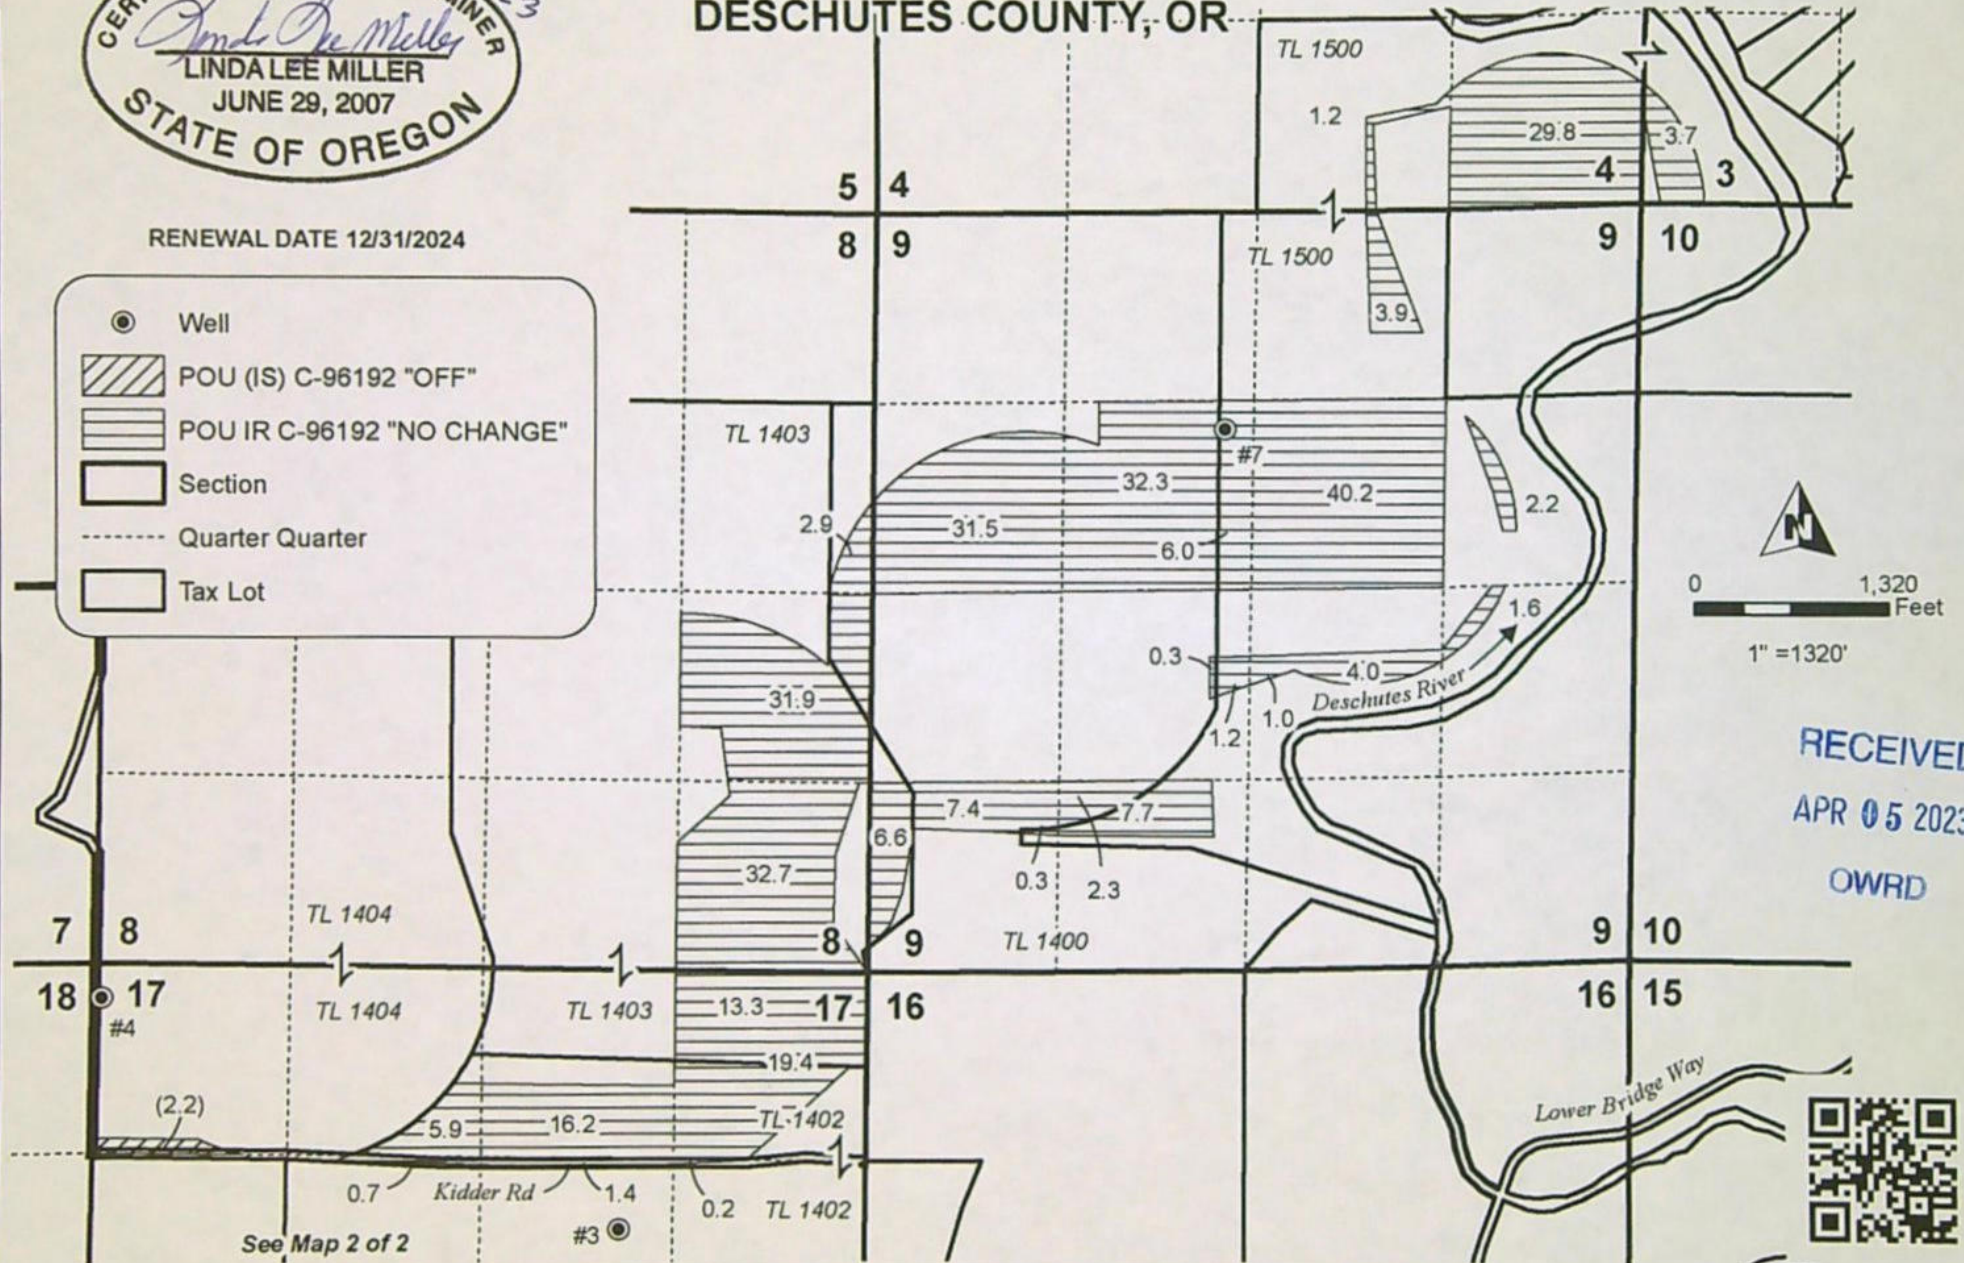 DESCHUTES COUNTY, OR
LINDA LEE MILLER
JUNE 29, 2007
STATE OF OREGON
RENEWAL DATE 12/31/2024
Well
POU (IS) C-96192 "OFF"
POU IR C-96192 "NO CHANGE"
Section
Quarter Quarter
Tax Lot
TL 1500
1.2
29.8
3.7
5 4
4 3
8 9
9 10
TL 1500
3.9
TL 1403
#7
32.3
40.2
2.2
2.9
31.5
6.0
N
0 1,320
Feet
1" =1320'
1.6
0.3
4.0
Deschutes River
31.9
1.0
1.2
RECEIVED
APR 05 2023
OWRD
7.4
7.7
6.6
32.7
0.3
2.3
TL 1404
7 8
8 9
TL 1400
9 10
18 17
#4
TL 1404
TL 1403
13.3
17 16
16 15
19.4
(2.2)
5.9
16.2
TL 1402
Lower Bridge Way
0.7
Kidder Rd
1.4
0.2
TL 1402
#3
See Map 2 of 2